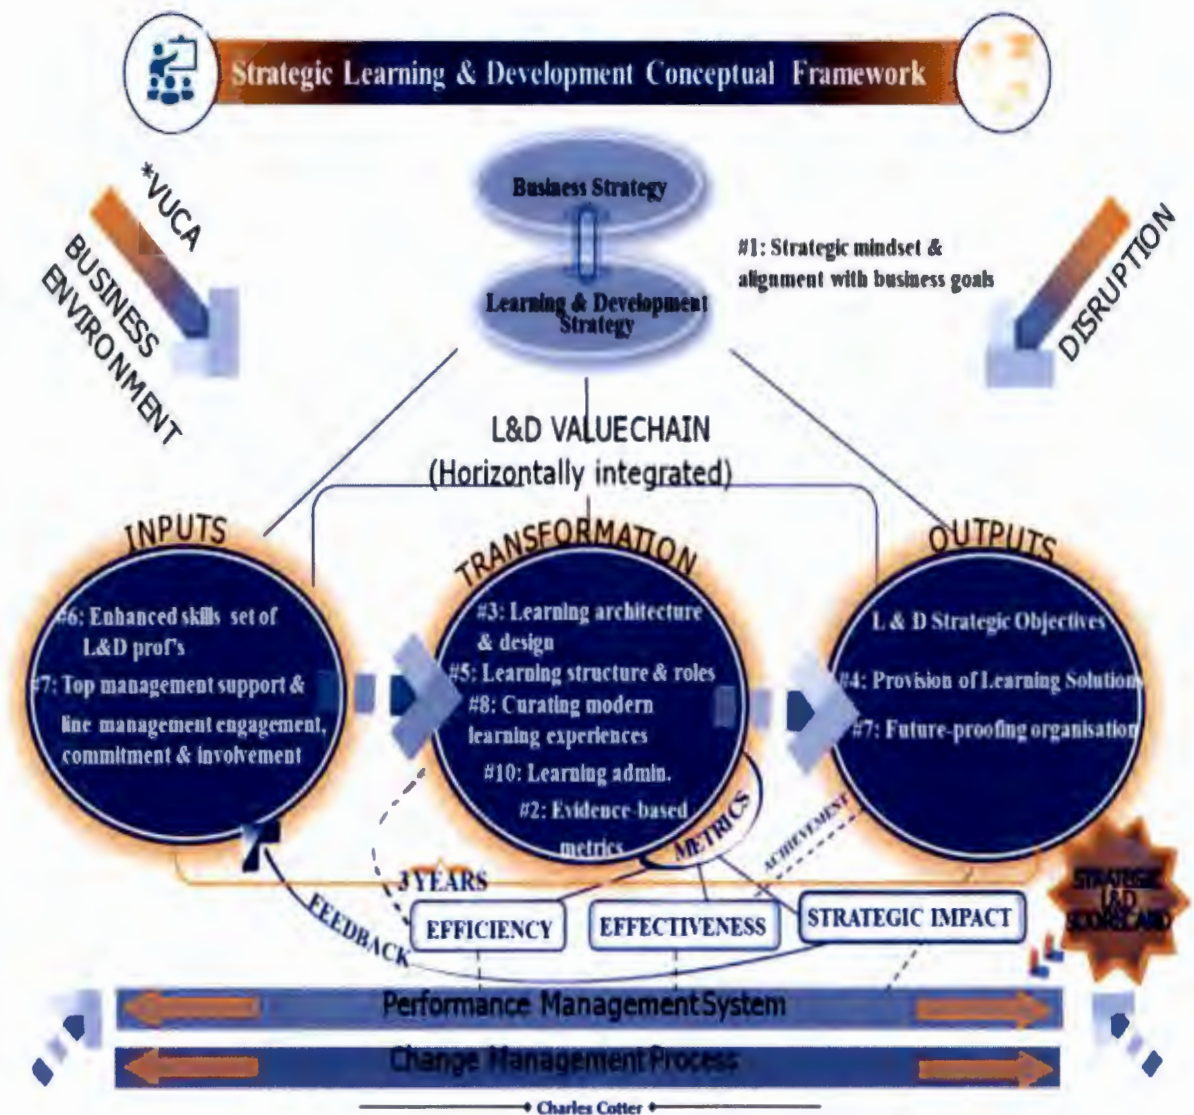 Strategic Learning & Development Conceptual Framework
*VUCA
BUSINESS
ENVIRONMENT
Business Strategy
Learning & Development
Strategy
#1: Strategic mindset &
alignment with business goals
DISRUPTION
L&D VALUECHAIN
(Horizontally integrated)
INPUTS
#6: Enhanced skills set of
L&D prof's
#7: Top management support &
line management engagement,
commitment & involvement
TRANSFORMATION
#3: Learning architecture
& design
#5: Learning structure & roles
#8: Curating modern
learning experiences
#10: Learning admin.
#2: Evidence-based
metrics
OUTPUTS
L & D Strategic Objectives
#4: Provision of Learning Solutions
#7: Future-proofing organisation
METRICS
ACHIEVEMENT
3 YEARS
FEEDBACK
EFFICIENCY
EFFECTIVENESS
STRATEGIC IMPACT
STRATEGIC
L&D
SCORECARD
Performance Management System
Change Management Process
Charles Cotter